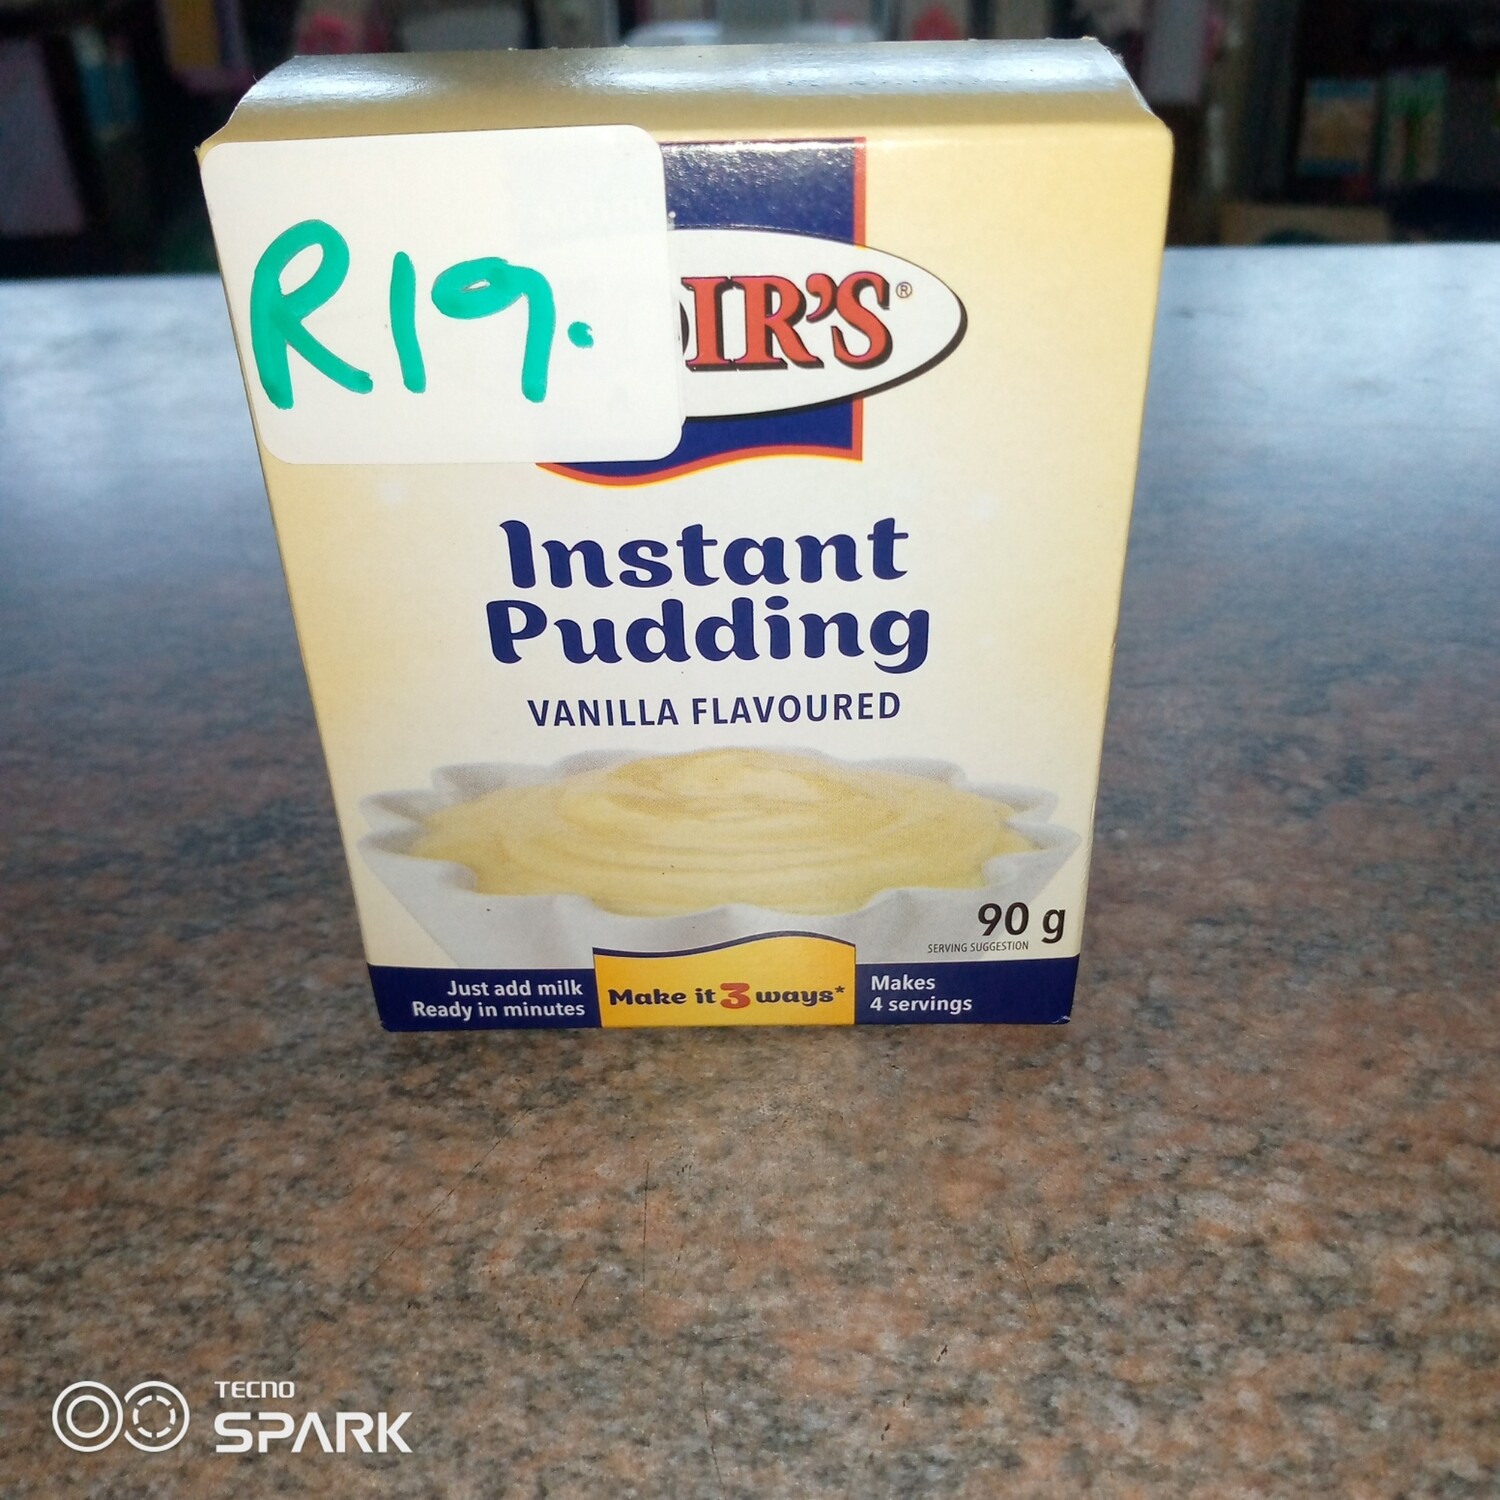 R19.
IR'S®
Instant
Pudding
VANILLA FLAVOURED
90 g
SERVING SUGGESTION
Just add milk
Ready in minutes
Make it 3 ways*
Makes
4 servings
TECNO
SPARK